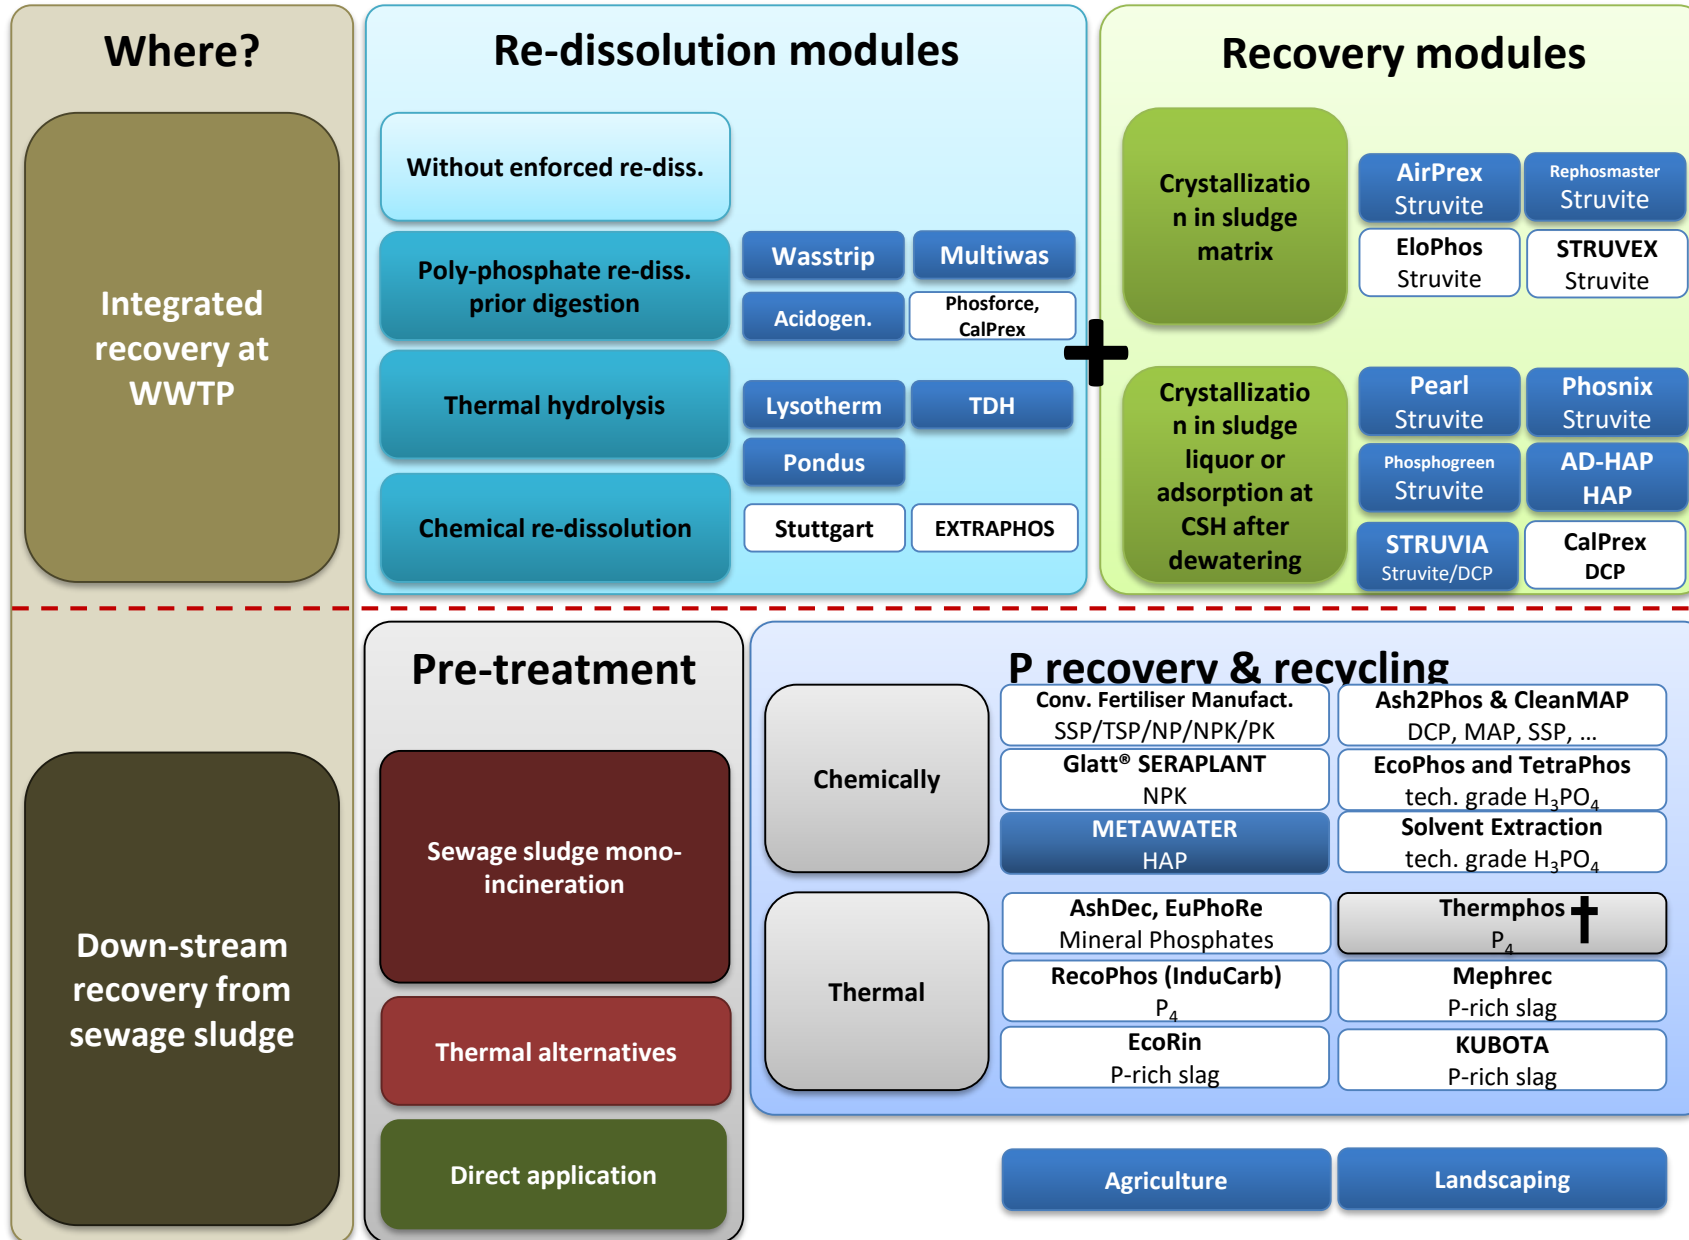 Where?
Re-dissolution modules
Recovery modules
Integrated
recovery at
WWTP
Without enforced re-diss.
Poly-phosphate re-diss.
prior digestion
Wasstrip
Multiwas
Acidogen.
Phosforce,
CalPrex
Thermal hydrolysis
Lysotherm
TDH
Pondus
Chemical re-dissolution
Stuttgart
EXTRAPHOS
+
Crystallizatio
n in sludge
matrix
AirPrex
Struvite
Rephosmaster
Struvite
EloPhos
Struvite
STRUVEX
Struvite
Crystallizatio
n in sludge
liquor or
adsorption at
CSH after
dewatering
Pearl
Struvite
Phosnix
Struvite
Phosphogreen
Struvite
AD-HAP
HAP
STRUVIA
Struvite/DCP
CalPrex
DCP
Down-stream
recovery from
sewage sludge
Pre-treatment
Sewage sludge mono-
incineration
Thermal alternatives
Direct application
P recovery & recycling
Chemically
Conv. Fertiliser Manufact.
SSP/TSP/NP/NPK/PK
Ash2Phos & CleanMAP
DCP, MAP, SSP, ...
Glatt® SERAPLANT
NPK
EcoPhos and TetraPhos
tech. grade H₃PO₄
METAWATER
HAP
Solvent Extraction
tech. grade H₃PO₄
Thermal
AshDec, EuPhoRe
Mineral Phosphates
Thermphos
P₄
RecoPhos (InduCarb)
P₄
Mephrec
P-rich slag
EcoRin
P-rich slag
KUBOTA
P-rich slag
Agriculture
Landscaping